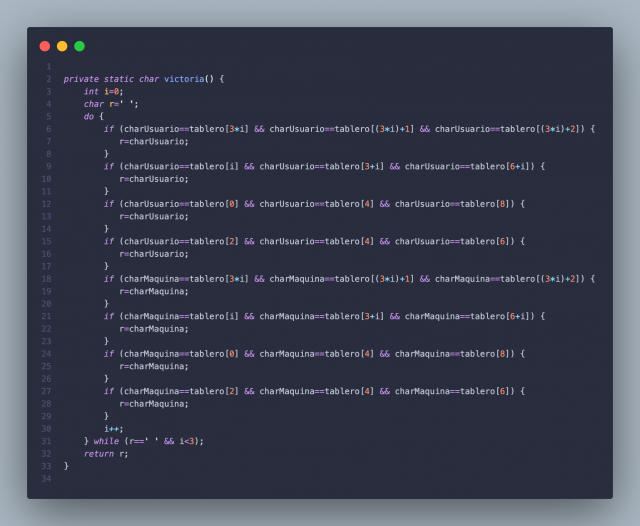 1
2 private static char victoria() {
3 int i=0;
4 char r=' ';
5 do {
6 if (charUsuario==tablero[3*i] && charUsuario==tablero[(3*i)+1] && charUsuario==tablero[(3*i)+2]) {
7 r=charUsuario;
8 }
9 if (charUsuario==tablero[i] && charUsuario==tablero[3+i] && charUsuario==tablero[6+i]) {
10 r=charUsuario;
11 }
12 if (charUsuario==tablero[0] && charUsuario==tablero[4] && charUsuario==tablero[8]) {
13 r=charUsuario;
14 }
15 if (charUsuario==tablero[2] && charUsuario==tablero[4] && charUsuario==tablero[6]) {
16 r=charUsuario;
17 }
18 if (charMaquina==tablero[3*i] && charMaquina==tablero[(3*i)+1] && charMaquina==tablero[(3*i)+2]) {
19 r=charMaquina;
20 }
21 if (charMaquina==tablero[i] && charMaquina==tablero[3+i] && charMaquina==tablero[6+i]) {
22 r=charMaquina;
23 }
24 if (charMaquina==tablero[0] && charMaquina==tablero[4] && charMaquina==tablero[8]) {
25 r=charMaquina;
26 }
27 if (charMaquina==tablero[2] && charMaquina==tablero[4] && charMaquina==tablero[6]) {
28 r=charMaquina;
29 }
30 i++;
31 } while (r==' ' && i<3);
32 return r;
33 }
34